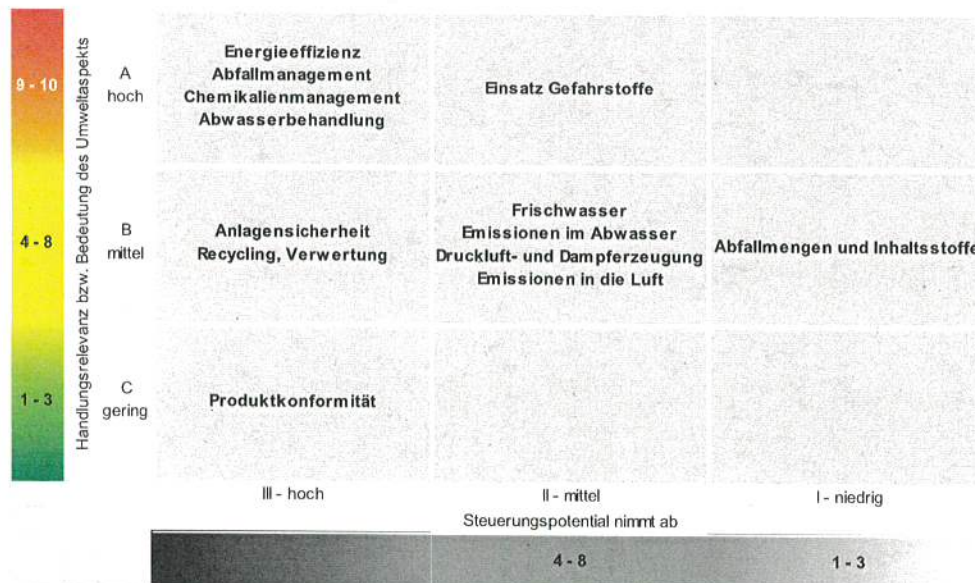 Handlungsrelevanz bzw. Bedeutung des Umweltaspekts
9 - 10
A
hoch
Energieeffizienz
Abfallmanagement
Chemikalienmanagement
Abwasserbehandlung
Einsatz Gefahrstoffe
4 - 8
B
mittel
Anlagensicherheit
Recycling, Verwertung
Frischwasser
Emissionen im Abwasser
Druckluft- und Dampferzeugung
Emissionen in die Luft
Abfallmengen und Inhaltsstoffe
1 - 3
C
gering
Produktkonformität
III - hoch
II - mittel
I - niedrig
Steuerungspotential nimmt ab
4 - 8
1 - 3